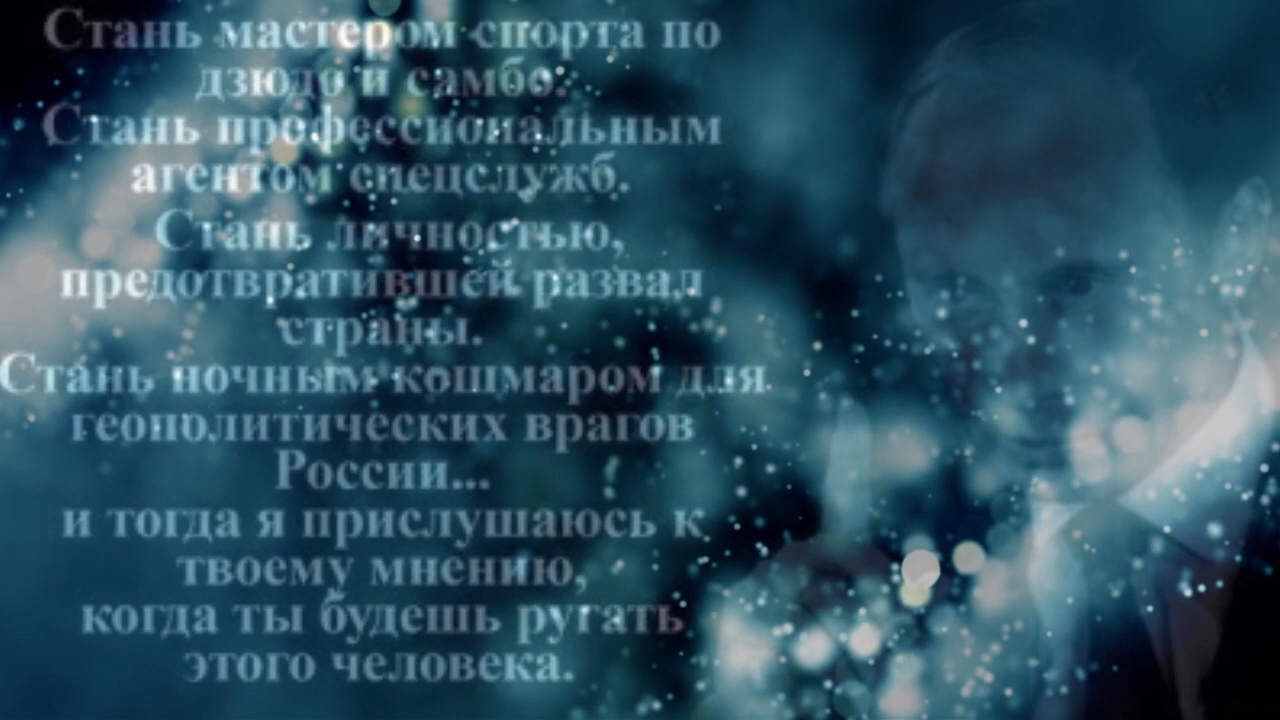 Стань мастером спорта по
дзюдо и самбо.
Стань профессиональным
агентом спецслужб.
Стань личностью,
предотвратившей развал
страны.
Стань ночным кошмаром для
геополитических врагов
России...
и тогда я прислушаюсь к
твоему мнению,
когда ты будешь ругать
этого человека.